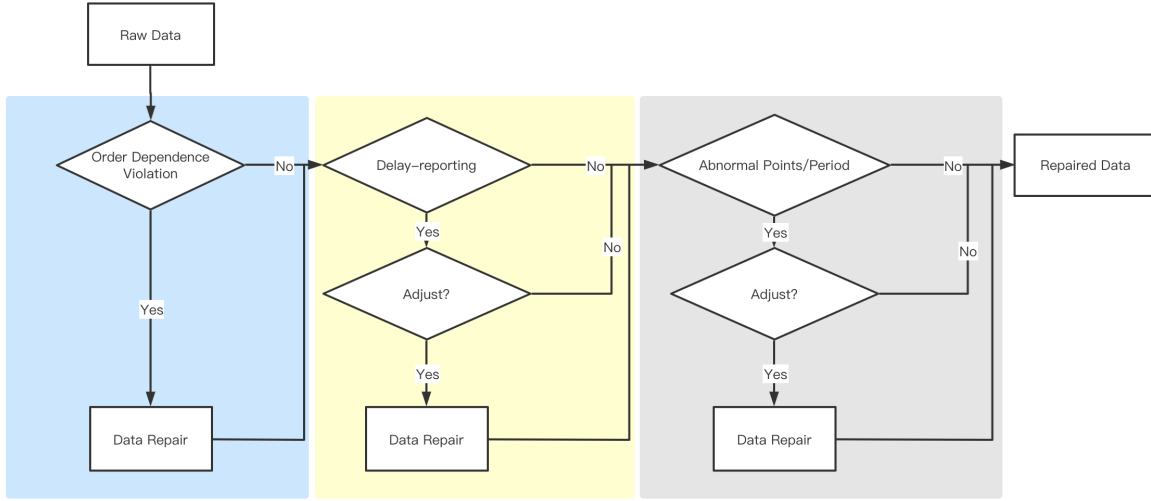 Raw Data
Order Dependence
Violation
No
Yes
Data Repair
Delay-reporting
No
Yes
Adjust?
No
Yes
Data Repair
Abnormal Points/Period
No
Yes
Adjust?
No
Yes
Data Repair
Repaired Data